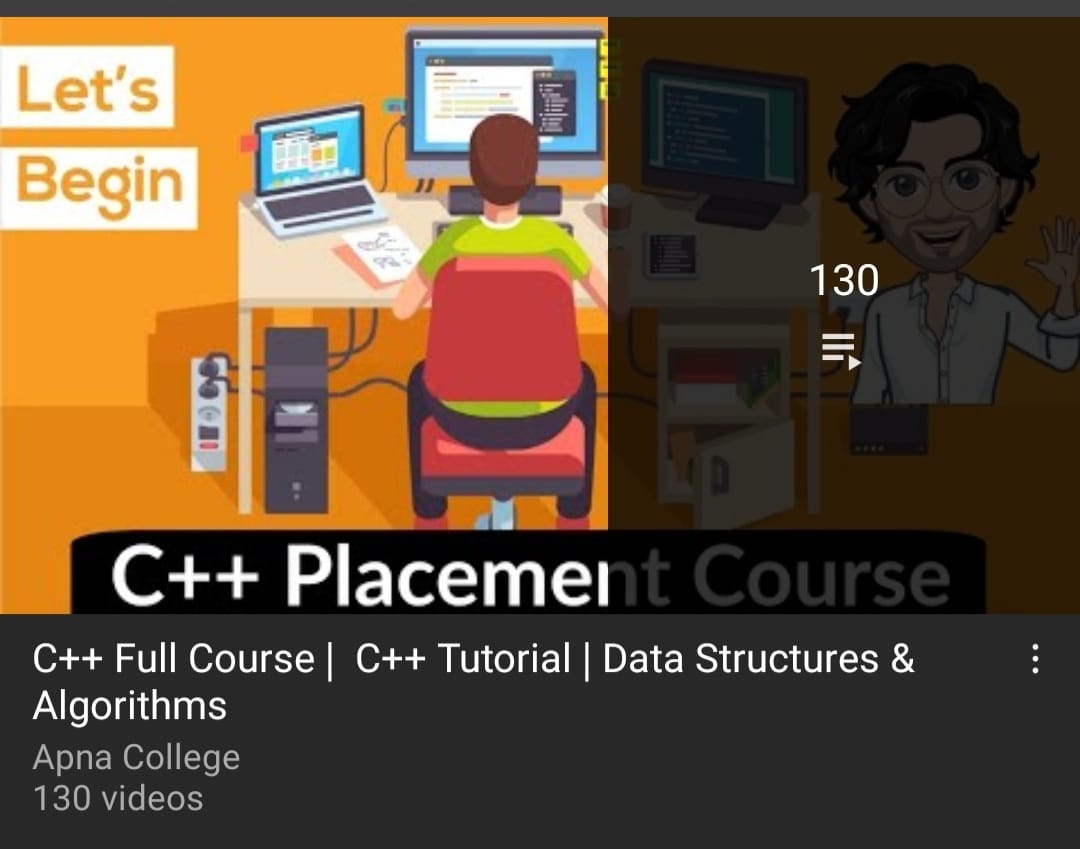 Let's
Begin
130
C++ Placement Course
C++ Full Course | C++ Tutorial | Data Structures &
Algorithms
Apna College
130 videos